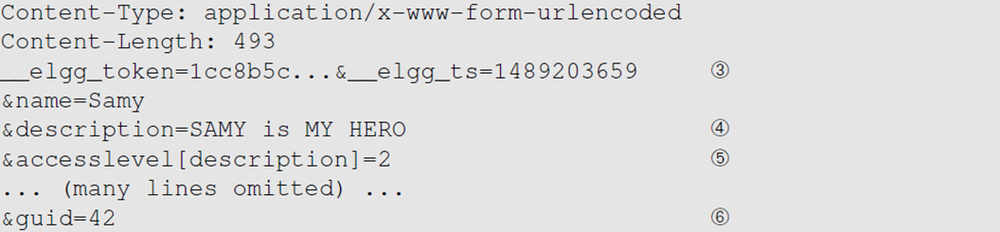 Content-Type: application/x-www-form-urlencoded
Content-Length: 493
__elgg_token=1cc8b5c...&__elgg_ts=1489203659 ③
&name=Samy
&description=SAMY is MY HERO ④
&accesslevel[description]=2 ⑤
... (many lines omitted) ...
&guid=42 ⑥